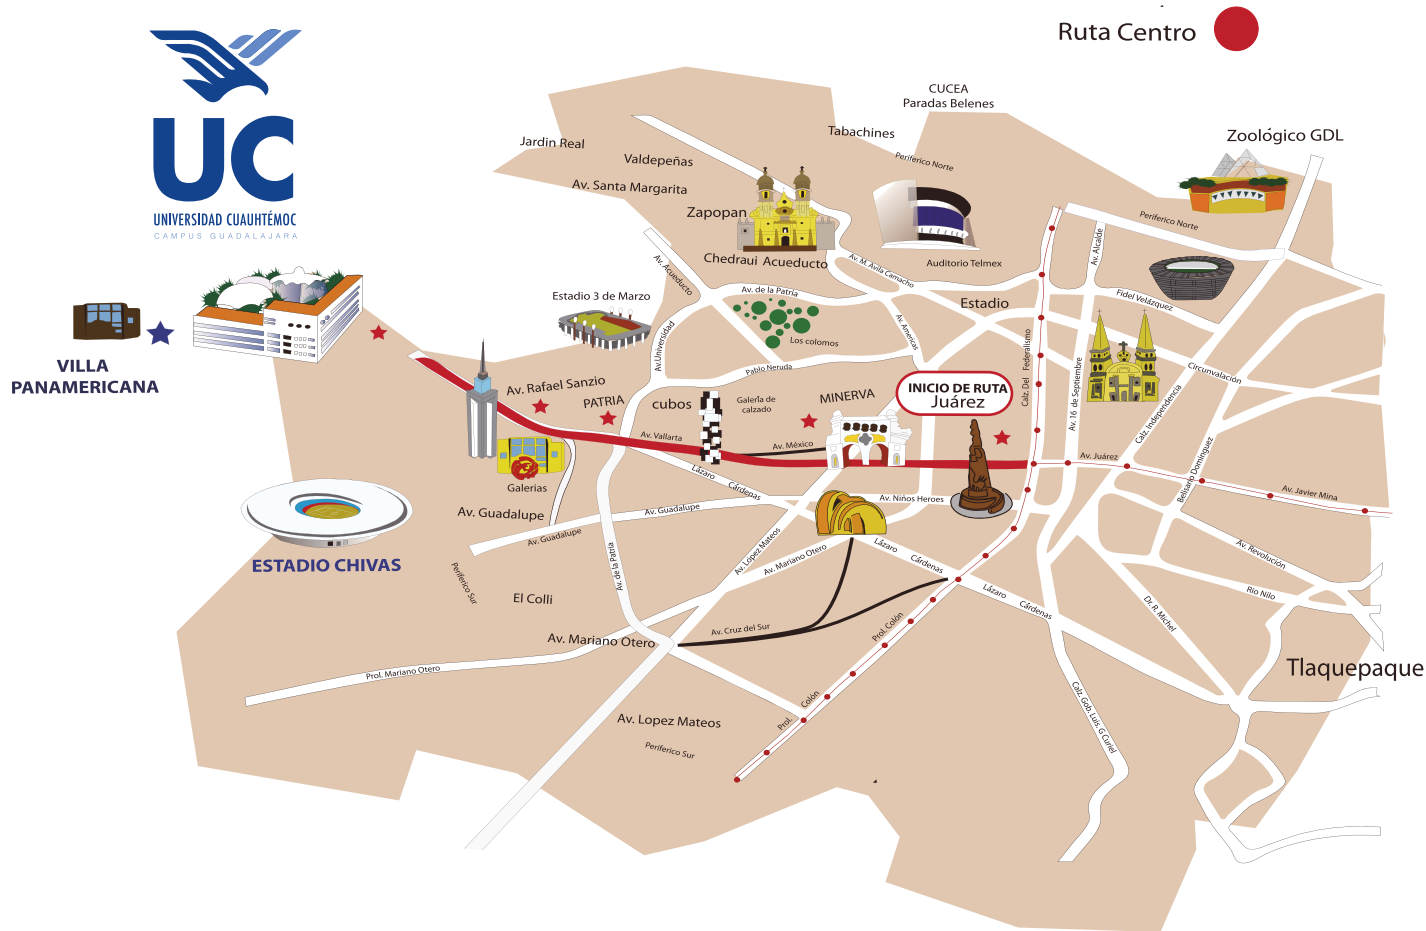 Ruta Centro
UC
UNIVERSIDAD CUAUHTÉMOC
CAMPUS GUADALAJARA
CUCEA
Paradas Belenes
Tabachines
Periferico Norte
Zoológico GDL
Jardin Real
Valdepeñas
Av. Santa Margarita
Zapopan
Periferico Norte
Av. Alcalde
Chedraui Acueducto
Av. M. Avila Camacho
Auditorio Telmex
Av. Acueducto
Av. de la Patría
Estadio 3 de Marzo
Estadio
Fidel Velázquez
Av. Americas
Los colomos
Av.Universidad
Calz. Del Federalismo
Av. 16 de Septiembre
Circunvalación
Pablo Neruda
VILLA
PANAMERICANA
Av. Rafael Sanzio
PATRIA
cubos
Galería de
calzado
MINERVA
INICIO DE RUTA
Juárez
Calz. Independencia
Belisario Dominguez
Av. Vallarta
Av. México
Av. Juárez
Lázaro Cárdenas
Galerias
Av. Niños Heroes
Av. Javier Mina
Av. Guadalupe
Av. Guadalupe
Av. Guadalupe
Av. Lopez Mateos
Av. Mariano Otero
Lázaro Cárdenas
Av. Revolución
ESTADIO CHIVAS
Periferico Sur
Av. de la Patria
El Colli
Lázaro Cárdenas
Rio Nilo
Dr. R. Michel
Av. Cruz del Sur
Prol. Colón
Av. Mariano Otero
Prol. Mariano Otero
Tlaquepaque
Prol. Colón
Calz. Gob. Luis. G Curiel
Av. Lopez Mateos
Periferico Sur